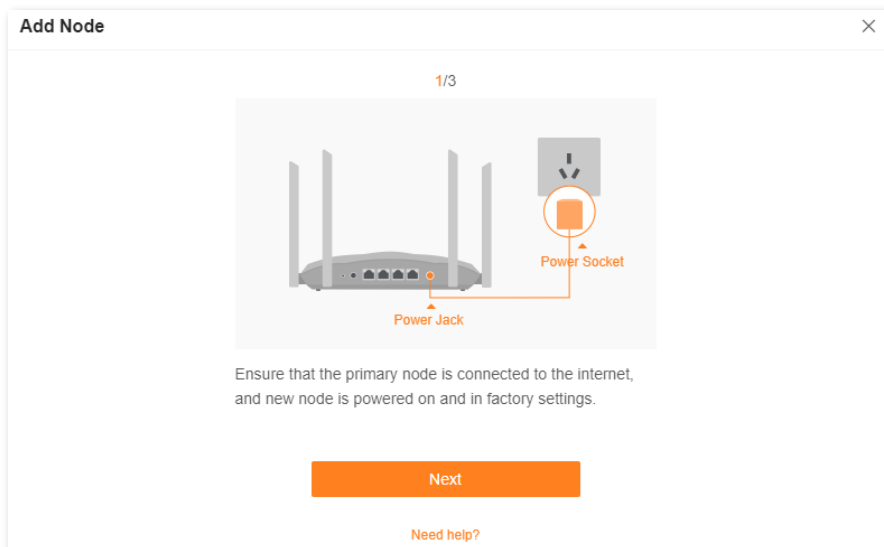 Add Node
1/3
Power Socket
Power Jack
Ensure that the primary node is connected to the internet,
and new node is powered on and in factory settings.
Next
Need help?